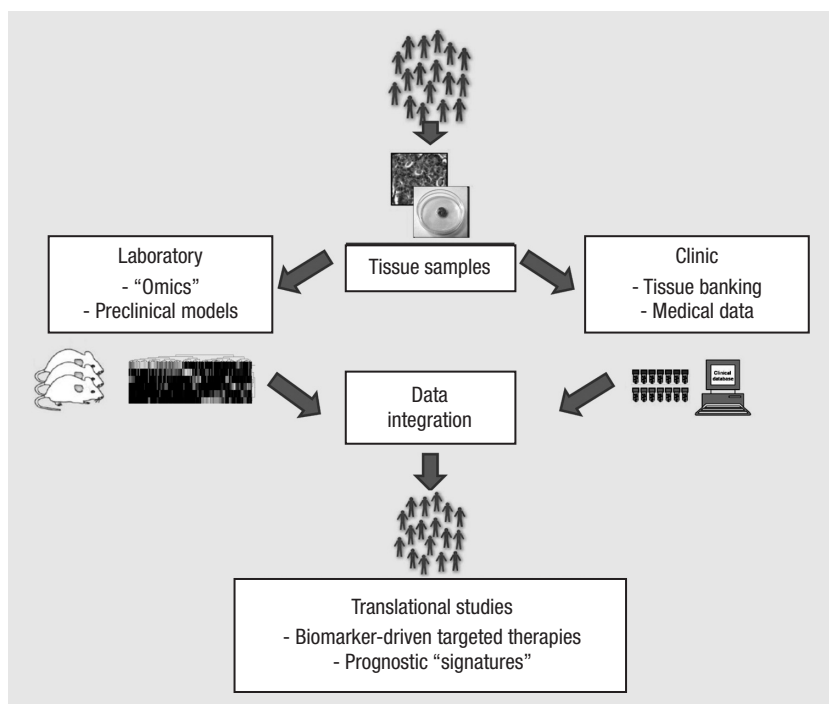 Laboratory
- “Omics”
- Preclinical models
Tissue samples
Clinic
- Tissue banking
- Medical data
Clinical
database
Data
integration
Translational studies
- Biomarker-driven targeted therapies
- Prognostic “signatures”